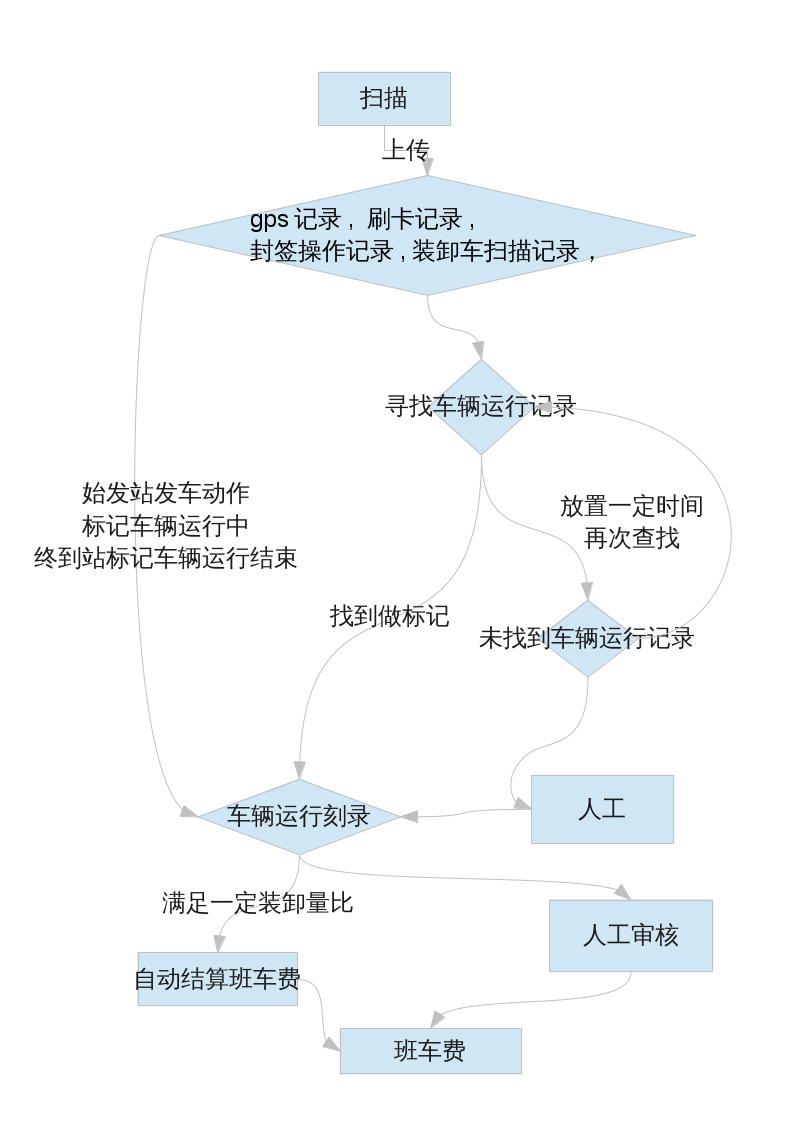 扫描
上传
gps 记录 , 刷卡记录 ,
封签操作记录 , 装卸车扫描记录 ，
寻找车辆运行记录
始发站发车动作
标记车辆运行中
终到站标记车辆运行结束
放置一定时间
再次查找
找到做标记
未找到车辆运行记录
车辆运行刻录
人工
满足一定装卸量比
人工审核
自动结算班车费
班车费